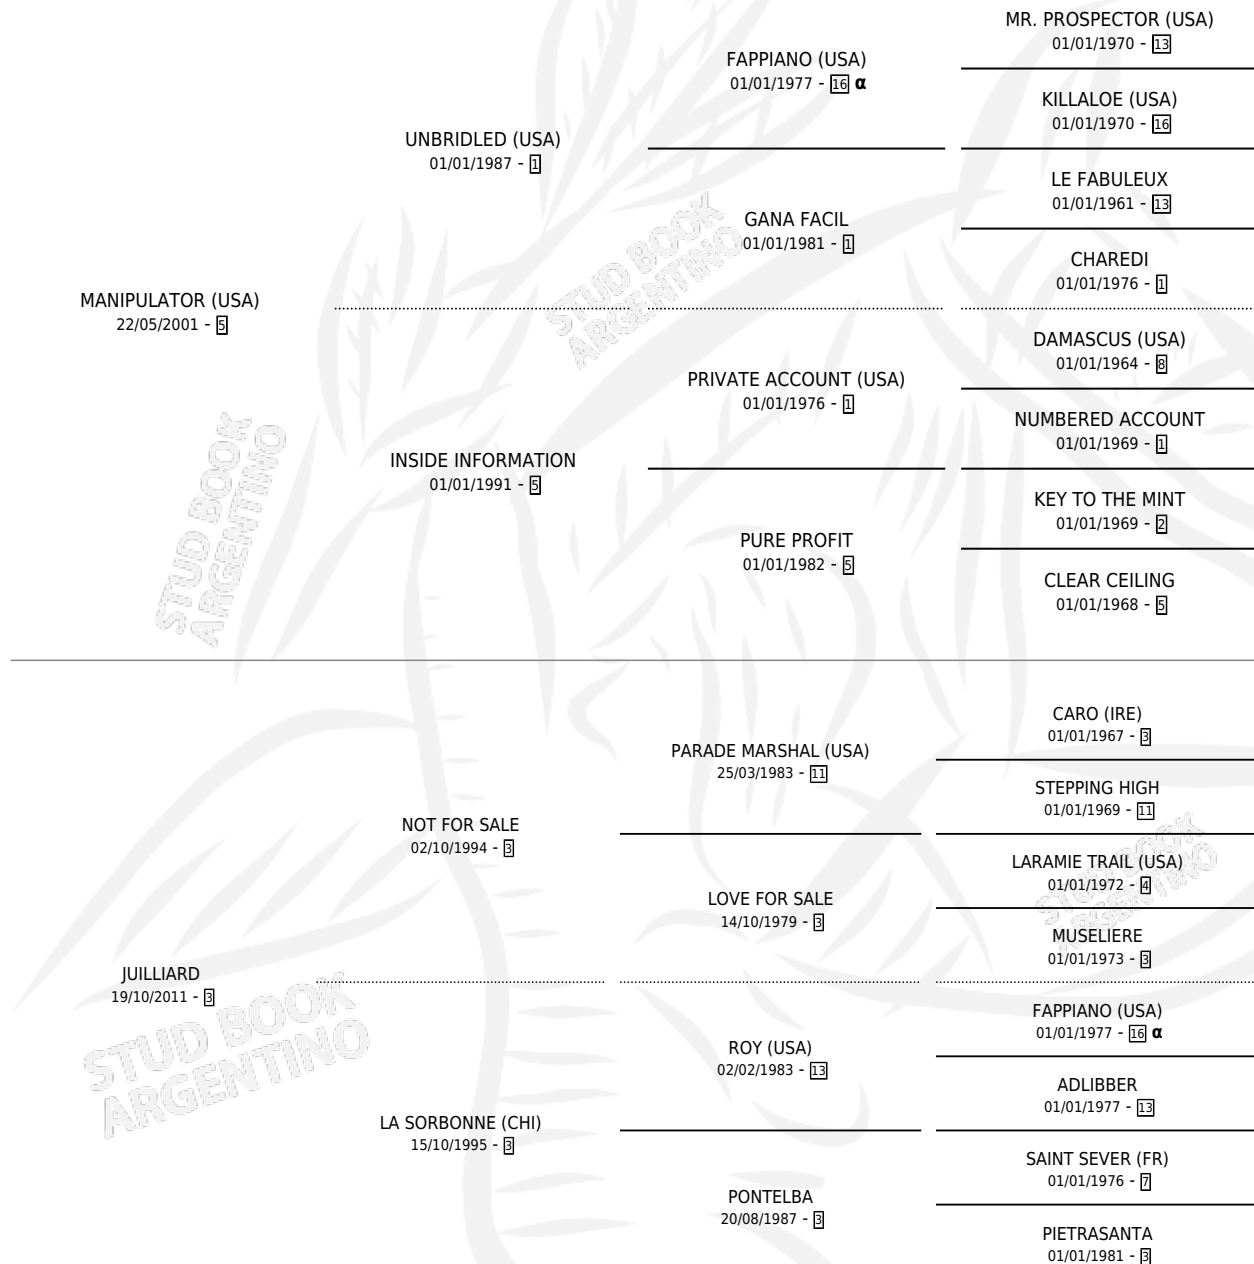 MR. PROSPECTOR (USA)
01/01/1970 - 13
FAPPIANO (USA)
01/01/1977 - 16 α
KILLALOE (USA)
01/01/1970 - 16
UNBRIDLED (USA)
01/01/1987 - 1
LE FABULEUX
01/01/1961 - 13
GANA FACIL
01/01/1981 - 1
CHAREDI
01/01/1976 - 1
MANIPULATOR (USA)
22/05/2001 - 5
DAMASCUS (USA)
01/01/1964 - 8
PRIVATE ACCOUNT (USA)
01/01/1976 - 1
NUMBERED ACCOUNT
01/01/1969 - 1
INSIDE INFORMATION
01/01/1991 - 5
KEY TO THE MINT
01/01/1969 - 2
PURE PROFIT
01/01/1982 - 5
CLEAR CEILING
01/01/1968 - 5
CARO (IRE)
01/01/1967 - 3
PARADE MARSHAL (USA)
25/03/1983 - 11
STEPPING HIGH
01/01/1969 - 11
NOT FOR SALE
02/10/1994 - 3
LARAMIE TRAIL (USA)
01/01/1972 - 4
LOVE FOR SALE
14/10/1979 - 3
MUSELIERE
01/01/1973 - 3
JUILLIARD
19/10/2011 - 3
FAPPIANO (USA)
01/01/1977 - 16 α
ROY (USA)
02/02/1983 - 13
ADLIBBER
01/01/1977 - 13
LA SORBONNE (CHI)
15/10/1995 - 3
SAINT SEVER (FR)
01/01/1976 - 7
PONTELBA
20/08/1987 - 3
PIETRASANTA
01/01/1981 - 3
STUD BOOK
ARGENTINO
STUD BOOK
ARGENTINO
STUD BOOK
ARGENTINO
STUD BOOK
ARGENTINO